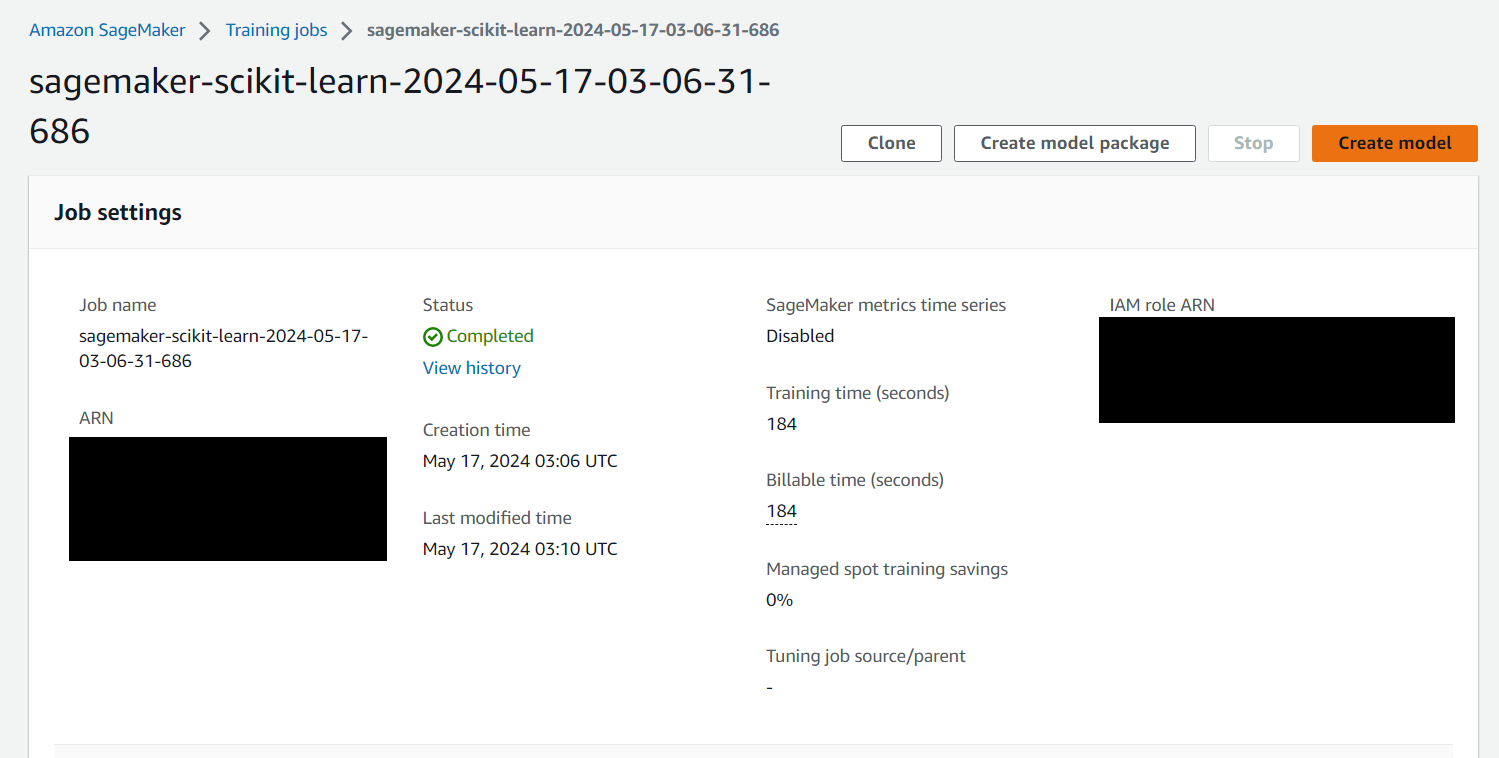 Amazon SageMaker > Training jobs > sagemaker-scikit-learn-2024-05-17-03-06-31-686
sagemaker-scikit-learn-2024-05-17-03-06-31-
686
Clone
Create model package
Stop
Create model
Job settings
Job name
sagemaker-scikit-learn-2024-05-17-
03-06-31-686
ARN
Status
Completed
View history
Creation time
May 17, 2024 03:06 UTC
Last modified time
May 17, 2024 03:10 UTC
SageMaker metrics time series
Disabled
Training time (seconds)
184
Billable time (seconds)
184
Managed spot training savings
0%
Tuning job source/parent
-
IAM role ARN